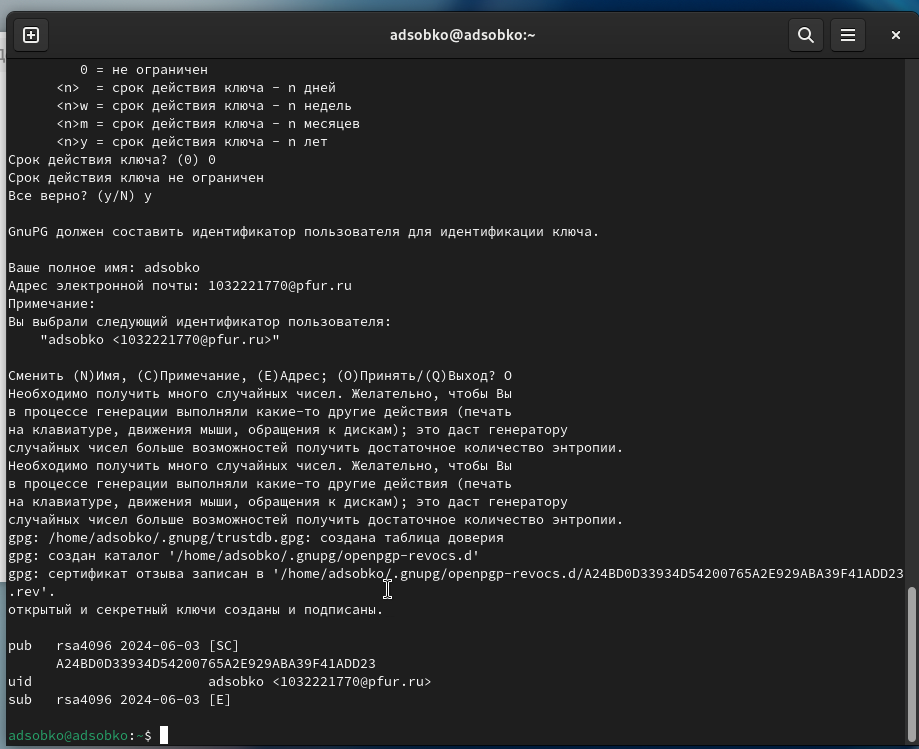 adsobko@adsobko:~
0 = не ограничен
<n>  = срок действия ключа - n дней
<n>w = срок действия ключа - n недель
<n>m = срок действия ключа - n месяцев
<n>y = срок действия ключа - n лет
Срок действия ключа? (0) 0
Срок действия ключа не ограничен
Все верно? (y/N) y
GnuPG должен составить идентификатор пользователя для идентификации ключа.
Ваше полное имя: adsobko
Адрес электронной почты: 1032221770@pfur.ru
Примечание:
Вы выбрали следующий идентификатор пользователя:
"adsobko <1032221770@pfur.ru>"
Сменить (N)Имя, (C)Примечание, (E)Адрес; (O)Принять/(Q)Выход? O
Необходимо получить много случайных чисел. Желательно, чтобы Вы
в процессе генерации выполняли какие-то другие действия (печать
на клавиатуре, движения мыши, обращения к дискам); это даст генератору
случайных чисел больше возможностей получить достаточное количество энтропии.
Необходимо получить много случайных чисел. Желательно, чтобы Вы
в процессе генерации выполняли какие-то другие действия (печать
на клавиатуре, движения мыши, обращения к дискам); это даст генератору
случайных чисел больше возможностей получить достаточное количество энтропии.
gpg: /home/adsobko/.gnupg/trustdb.gpg: создана таблица доверия
gpg: создан каталог '/home/adsobko/.gnupg/openpgp-revocs.d'
gpg: сертификат отзыва записан в '/home/adsobko/.gnupg/openpgp-revocs.d/A24BD0D33934D54200765A2E929ABA39F41ADD23
.rev'.
открытый и секретный ключи созданы и подписаны.
pub   rsa4096 2024-06-03 [SC]
A24BD0D33934D54200765A2E929ABA39F41ADD23
uid                      adsobko <1032221770@pfur.ru>
sub   rsa4096 2024-06-03 [E]
adsobko@adsobko:~$